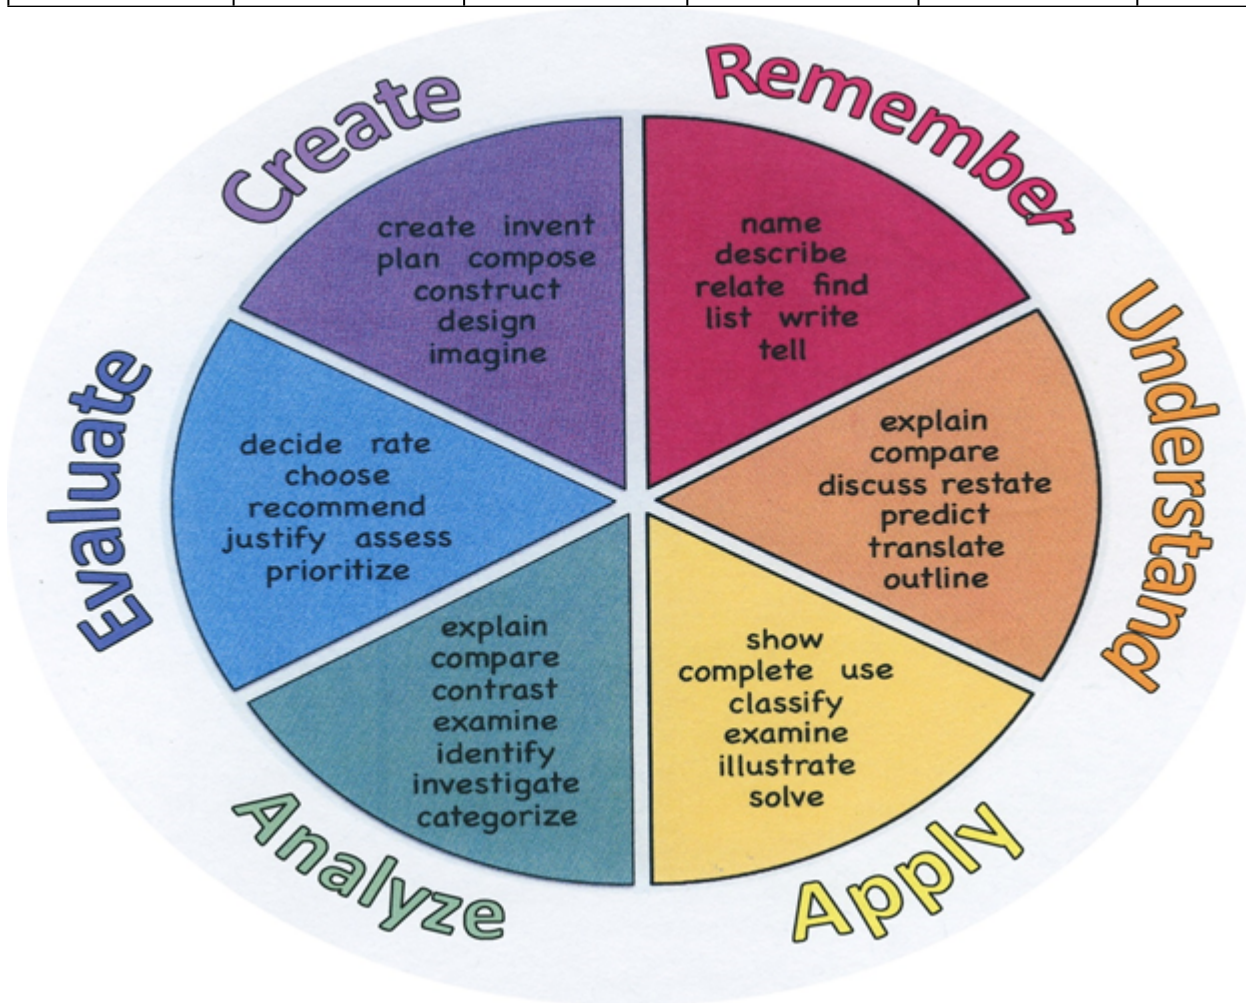 Remember
name
describe
relate find
list write
tell
Understand
explain
compare
discuss restate
predict
translate
outline
Apply
show
complete use
classify
examine
illustrate
solve
Analyze
explain
compare
contrast
examine
identify
investigate
categorize
Evaluate
decide rate
choose
recommend
justify assess
prioritize
Create
create invent
plan compose
construct
design
imagine